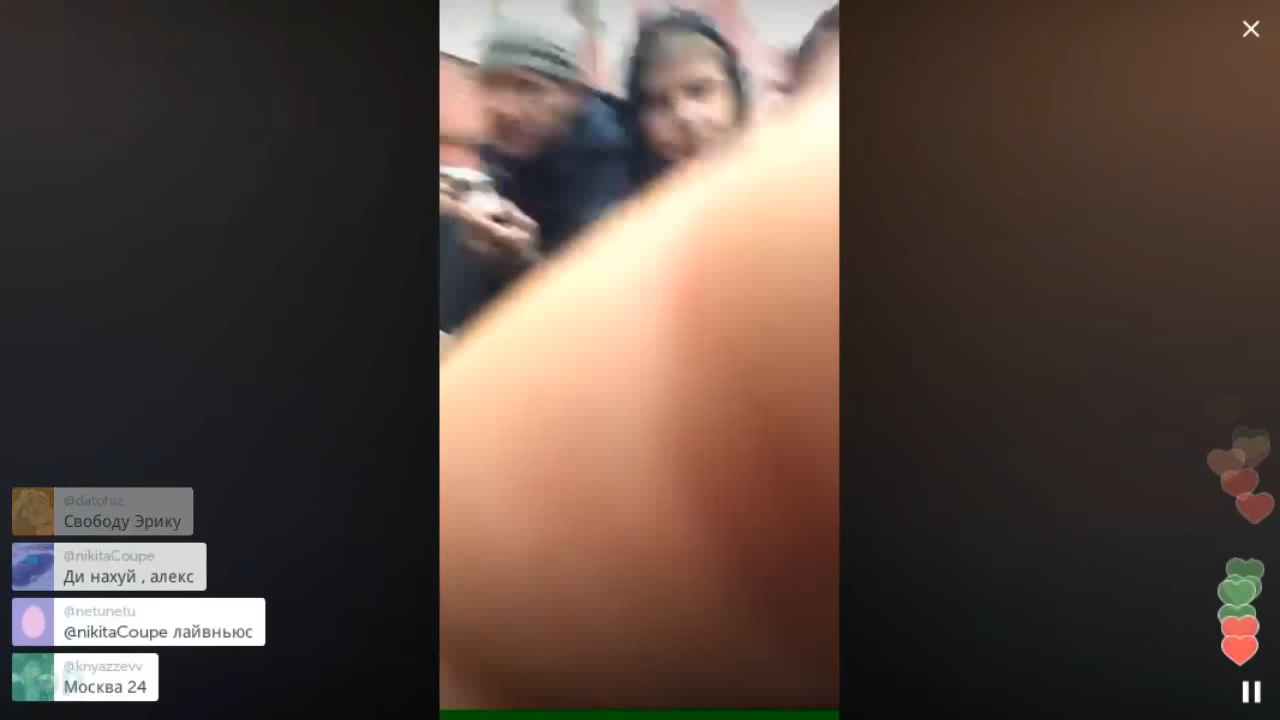 @datohiz
Свободу Эрику
@nikitaCoupe
Ди нахуй , алекс
@netunetu
@nikitaCoupe лайвньюс
@knyazzevv
Москва 24